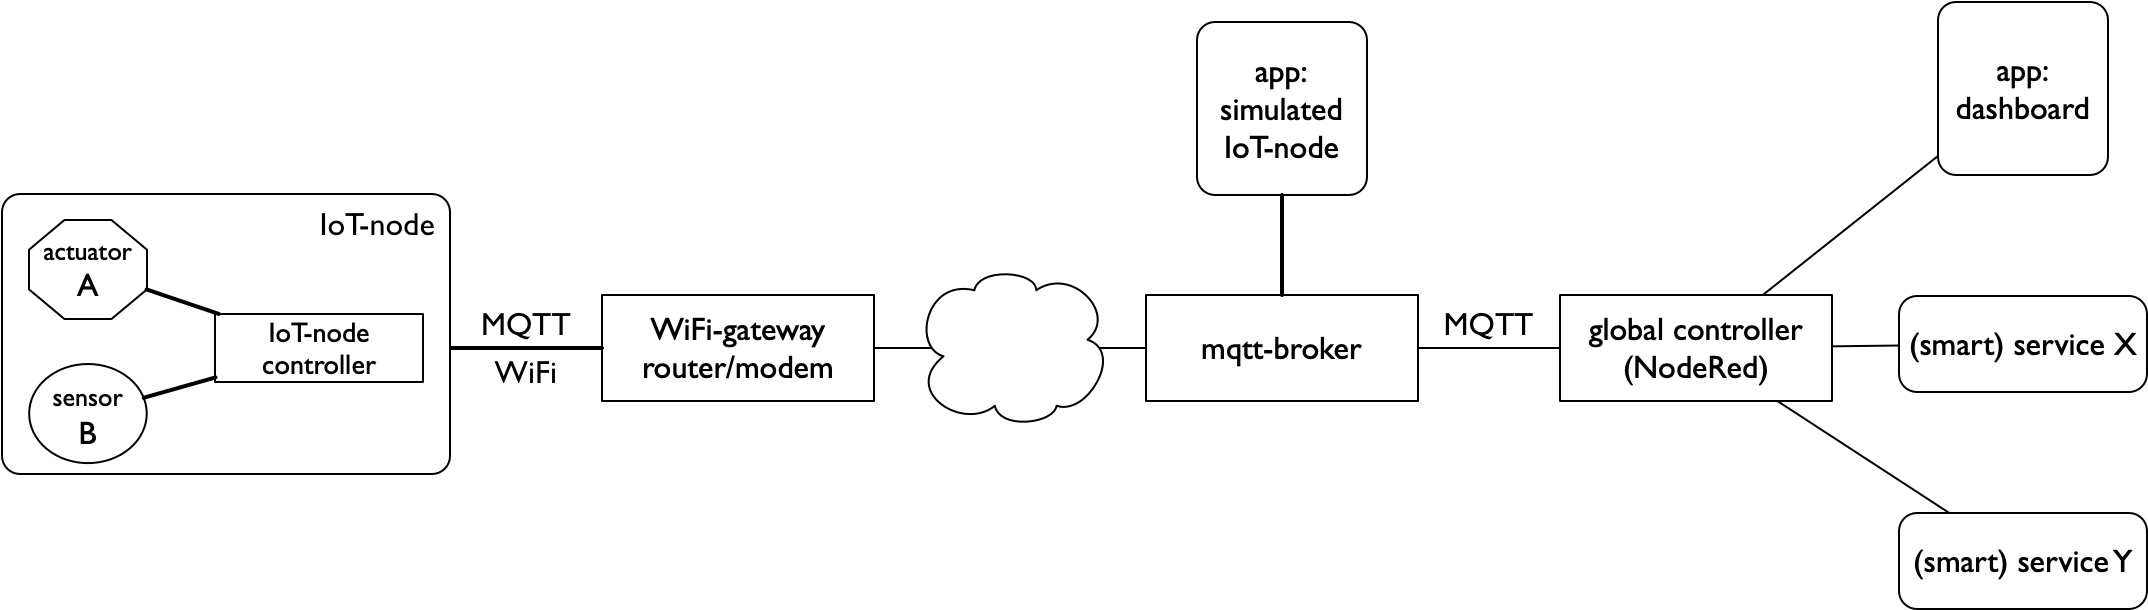 app:
simulated
IoT-node
app:
dashboard
IoT-node
actuator
A
IoT-node
controller
sensor
B
MQTT
WiFi
WiFi-gateway
router/modem
mqtt-broker
MQTT
global controller
(NodeRed)
(smart) service X
(smart) service Y